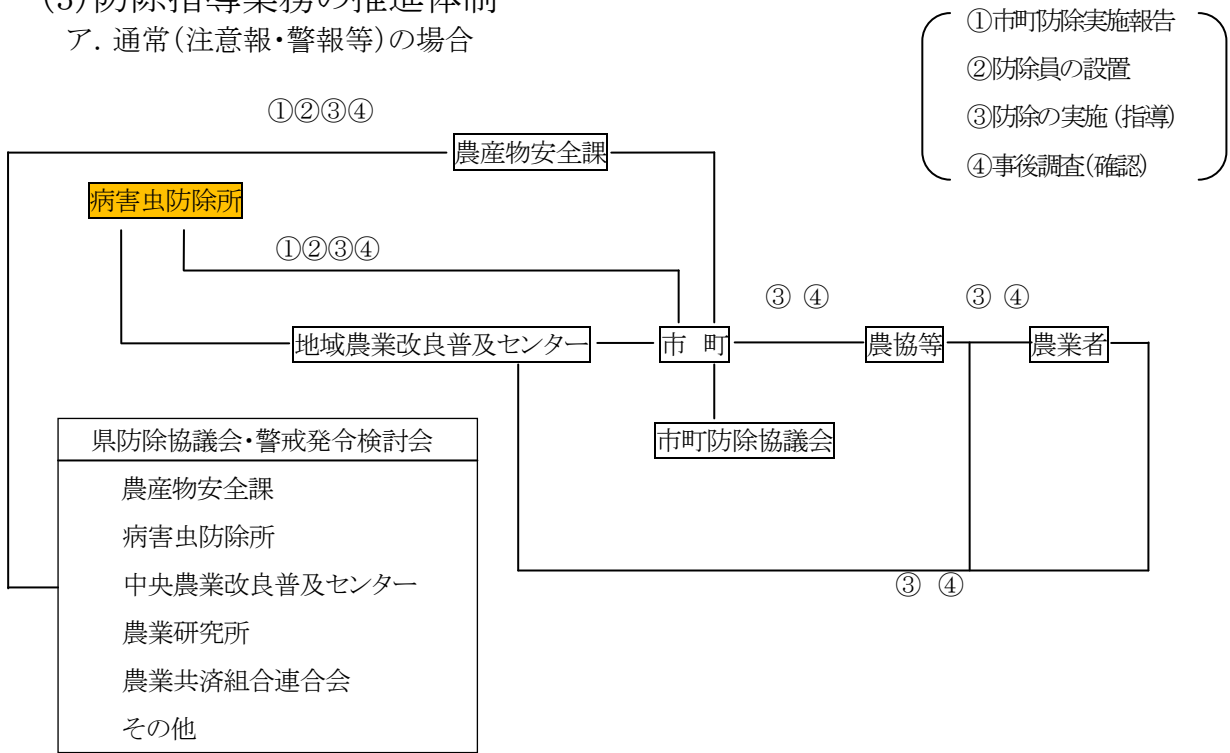 (3)防除指導業務の推進体制
ア．通常(注意報・警報等)の場合
①市町防除実施報告
②防除員の設置
③防除の実施(指導)
④事後調査(確認)
①②③④
農産物安全課
病害虫防除所
①②③④
③ ④
③ ④
地域農業改良普及センター
市 町
農協等
農業者
市町防除協議会
県防除協議会・警戒発令検討会
農産物安全課
病害虫防除所
中央農業改良普及センター
農業研究所
農業共済組合連合会
その他
③ ④